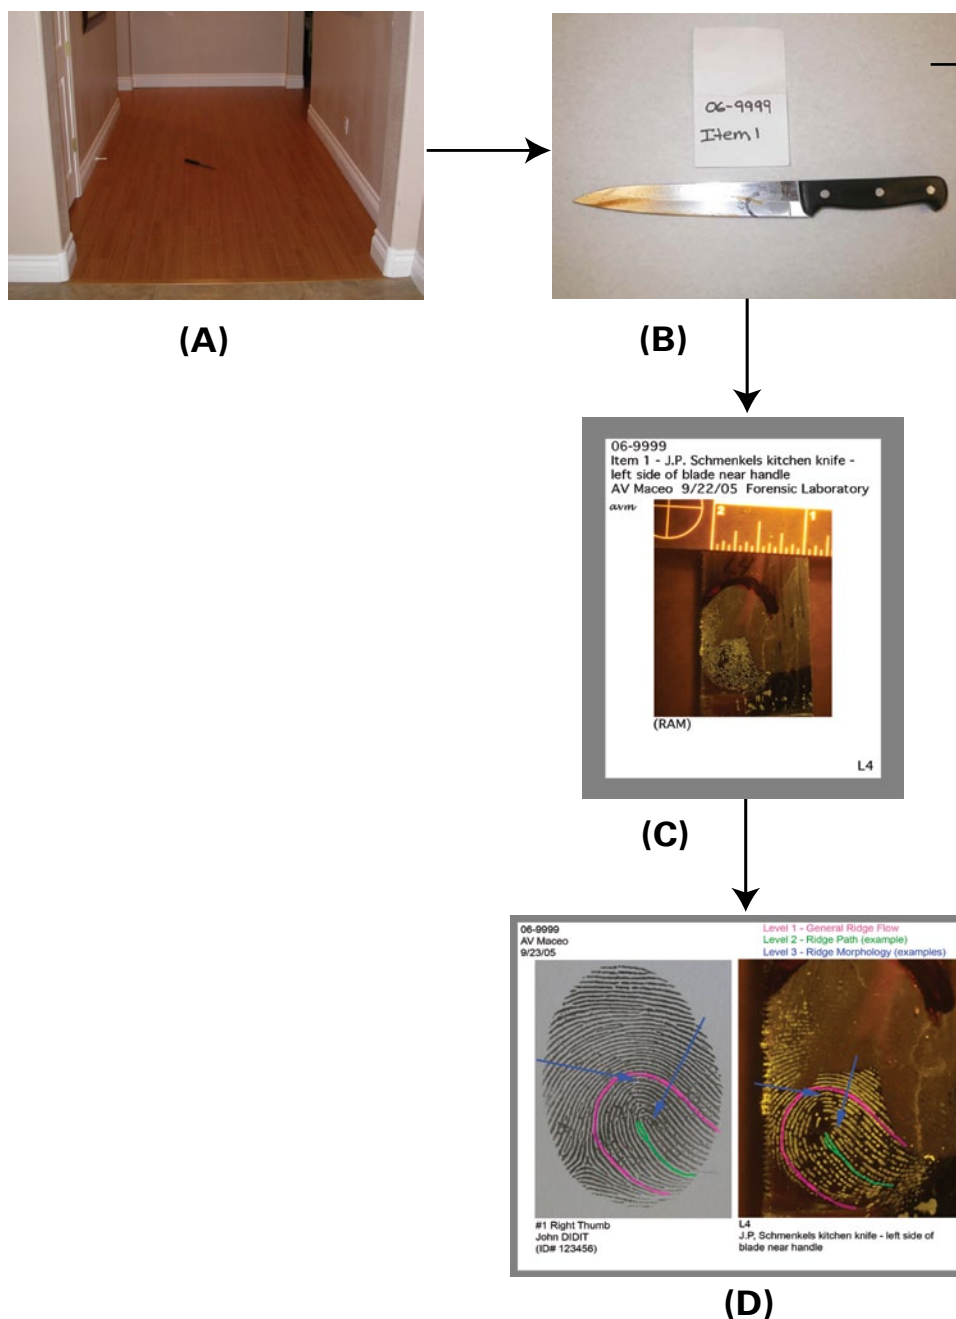 (A)
06-9999
Item 1
(B)
06-9999
Item 1 - J.P. Schmenkels kitchen knife -
left side of blade near handle
AV Maceo 9/22/05 Forensic Laboratory
avm
2 1
L4
(RAM)
L4
(C)
06-9999
AV Maceo
9/23/05
Level 1 - General Ridge Flow
Level 2 - Ridge Path (example)
Level 3 - Ridge Morphology (examples)
#1 Right Thumb
John DIDIT
(ID# 123456)
L4
J.P, Schmenkels kitchen knife - left side of
blade near handle
(D)